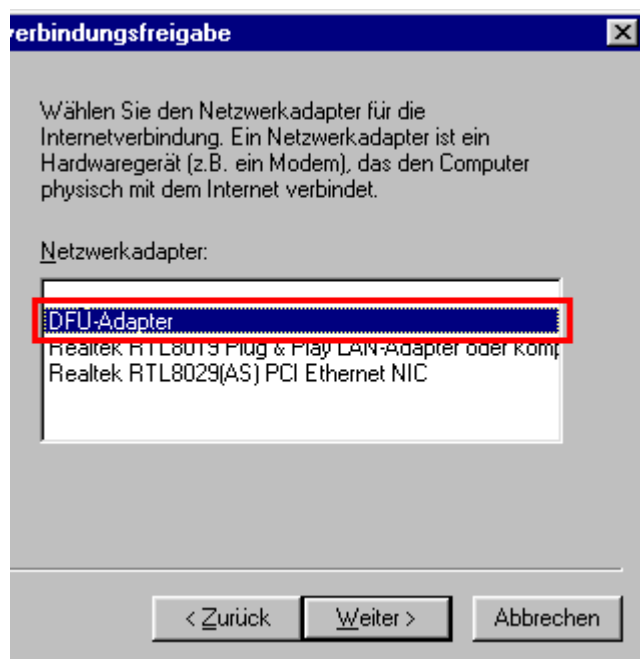 verbindungsfreigabe
Wählen Sie den Netzwerkadapter für die
Internetverbindung. Ein Netzwerkadapter ist ein
Hardwaregerät (z.B. ein Modem), das den Computer
physisch mit dem Internet verbindet.
Netzwerkadapter:
DFÜ-Adapter
Realtek RTL8019 Plug & Play LAN-Adapter oder Komp
Realtek RTL8029(AS) PCI Ethernet NIC
< Zurück
Weiter >
Abbrechen